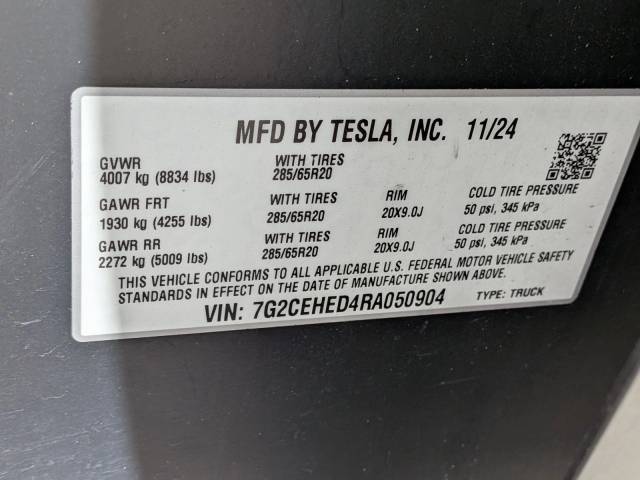 MFD BY TESLA, INC. 11/24
GVWR WITH TIRES
4007 kg (8834 lbs) 285/65R20
GAWR FRT WITH TIRES RIM COLD TIRE PRESSURE
1930 kg (4255 lbs) 285/65R20 20X9.0J 50 psi, 345 kPa
GAWR RR WITH TIRES RIM COLD TIRE PRESSURE
2272 kg (5009 lbs) 285/65R20 20X9.0J 50 psi, 345 kPa
THIS VEHICLE CONFORMS TO ALL APPLICABLE U.S. FEDERAL MOTOR VEHICLE SAFETY
STANDARDS IN EFFECT ON THE DATE OF MANUFACTURE SHOWN ABOVE.
VIN: 7G2CEHED4RA050904 TYPE: TRUCK